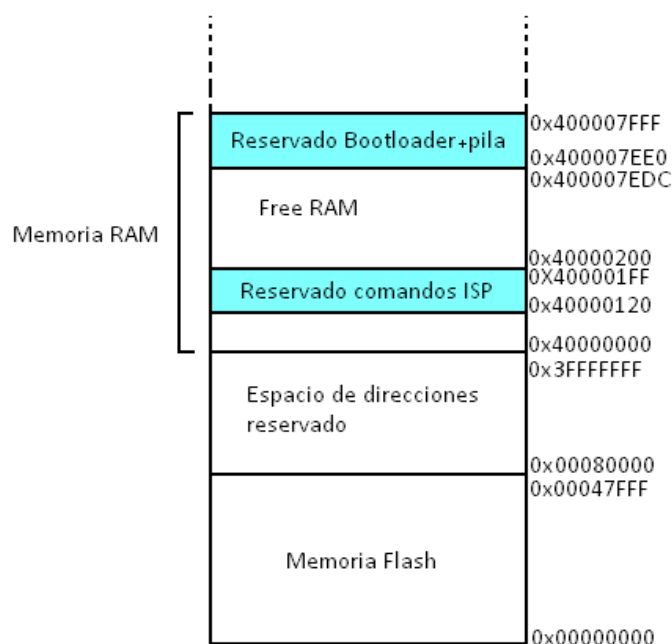 0x400007FFF
Reservado Bootloader+pila
0x400007EE0
0x400007EDC
Free RAM
Memoria RAM
0x40000200
0X400001FF
Reservado comandos ISP
0x40000120
0x40000000
0x3FFFFFFF
Espacio de direcciones
reservado
0x00080000
0x00047FFF
Memoria Flash
0x00000000